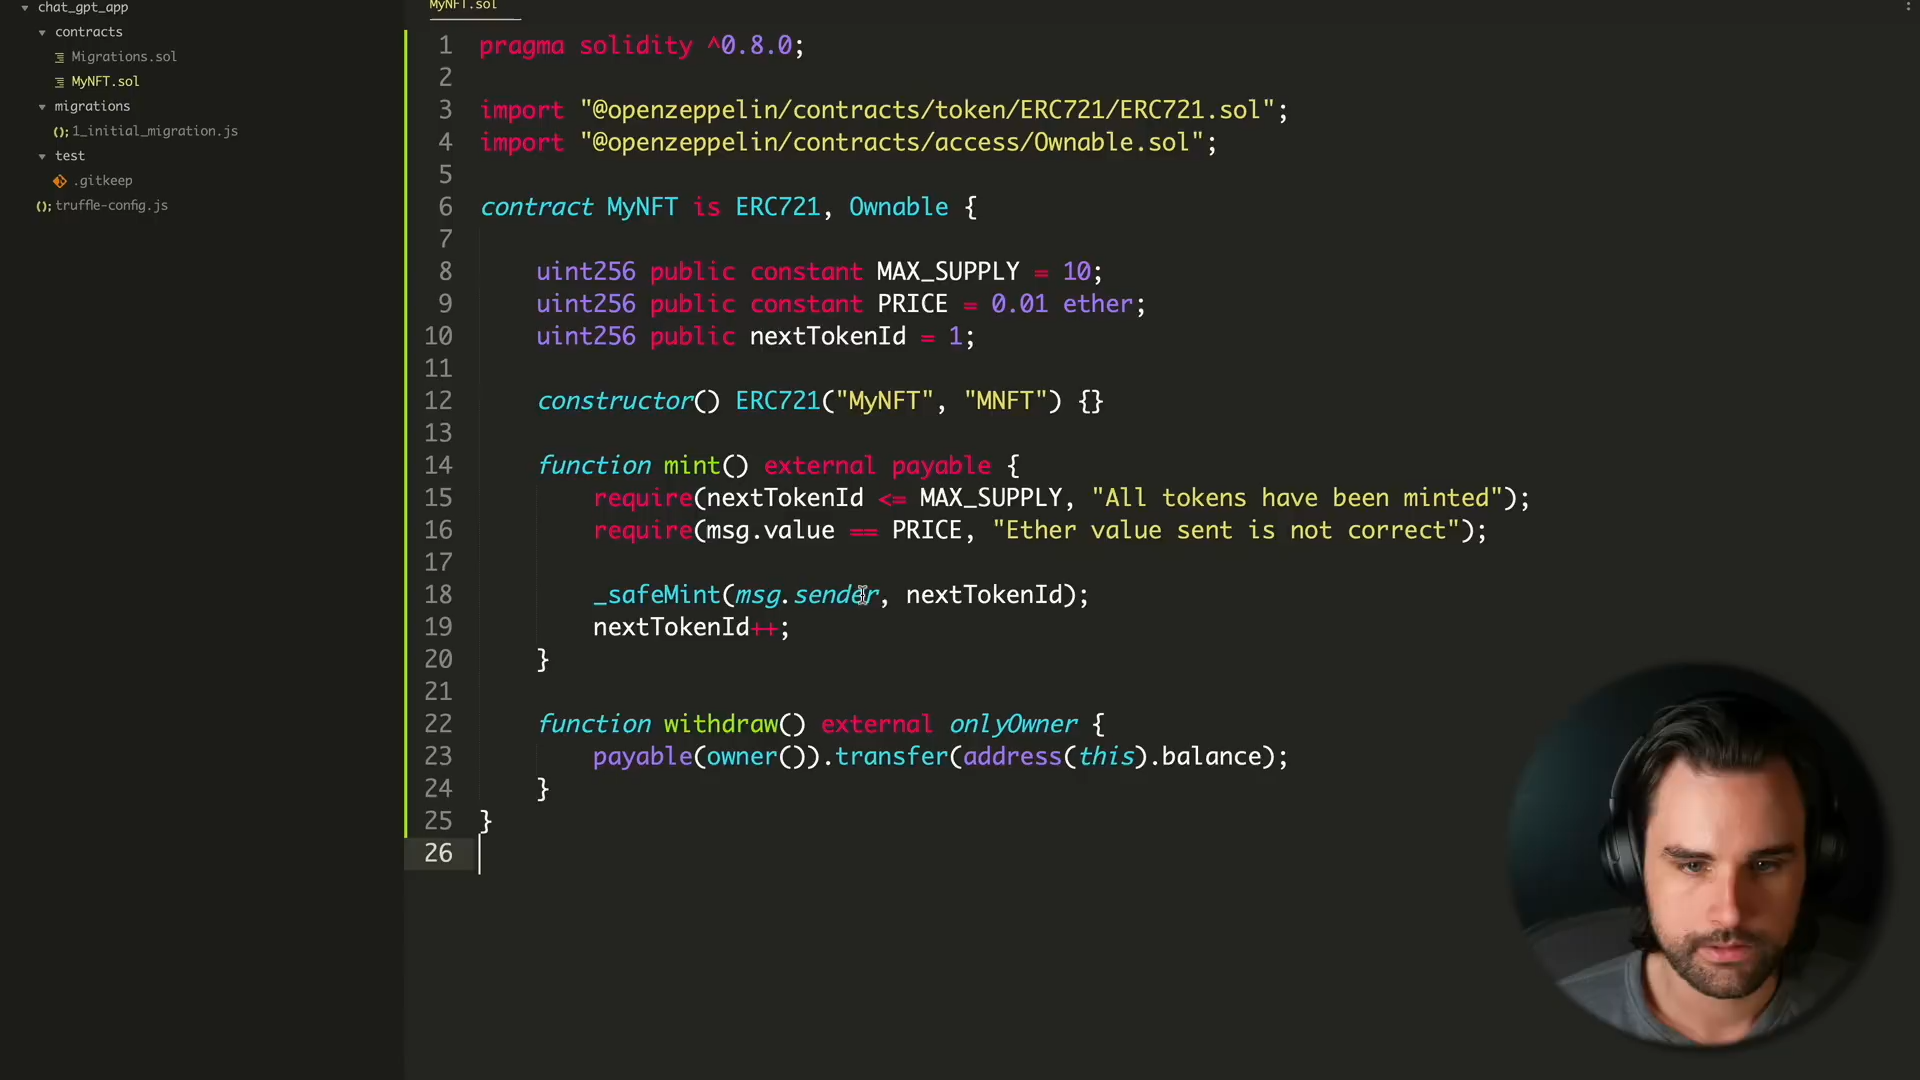 chat_gpt_app
contracts
Migrations.sol
MyNFT.sol
migrations
1_initial_migration.js
test
.gitkeep
truffle-config.js
MyNFT.sol
1 pragma solidity ^0.8.0;
2
3 import "@openzeppelin/contracts/token/ERC721/ERC721.sol";
4 import "@openzeppelin/contracts/access/Ownable.sol";
5
6 contract MyNFT is ERC721, Ownable {
7
8 uint256 public constant MAX_SUPPLY = 10;
9 uint256 public constant PRICE = 0.01 ether;
10 uint256 public nextTokenId = 1;
11
12 constructor() ERC721("MyNFT", "MNFT") {}
13
14 function mint() external payable {
15 require(nextTokenId <= MAX_SUPPLY, "All tokens have been minted");
16 require(msg.value == PRICE, "Ether value sent is not correct");
17
18 _safeMint(msg.sender, nextTokenId);
19 nextTokenId++;
20 }
21
22 function withdraw() external onlyOwner {
23 payable(owner()).transfer(address(this).balance);
24 }
25 }
26